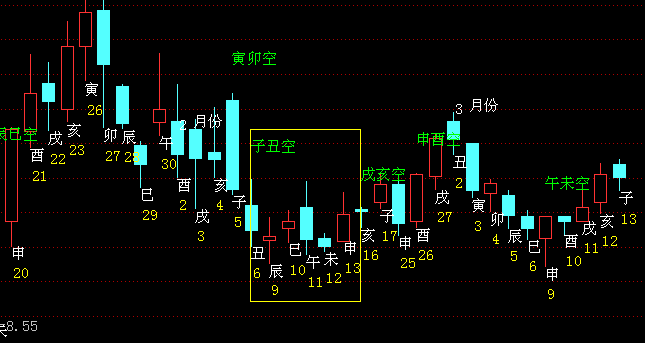 寅卯空
3 月份
2 月份
辰巳空
子丑空
申酉空
戌亥空
午未空
申
20
酉
21
戌
22
亥
23
寅
26
卯
27
辰
28
巳
29
午
30
酉
2
戌
3
亥
4
子
5
丑
6
辰
9
巳
10
午
11
未
12
申
13
亥
16
子
17
申
25
酉
26
戌
27
丑
2
寅
3
卯
4
辰
5
巳
6
申
9
酉
10
戌
11
亥
12
子
13
8.55